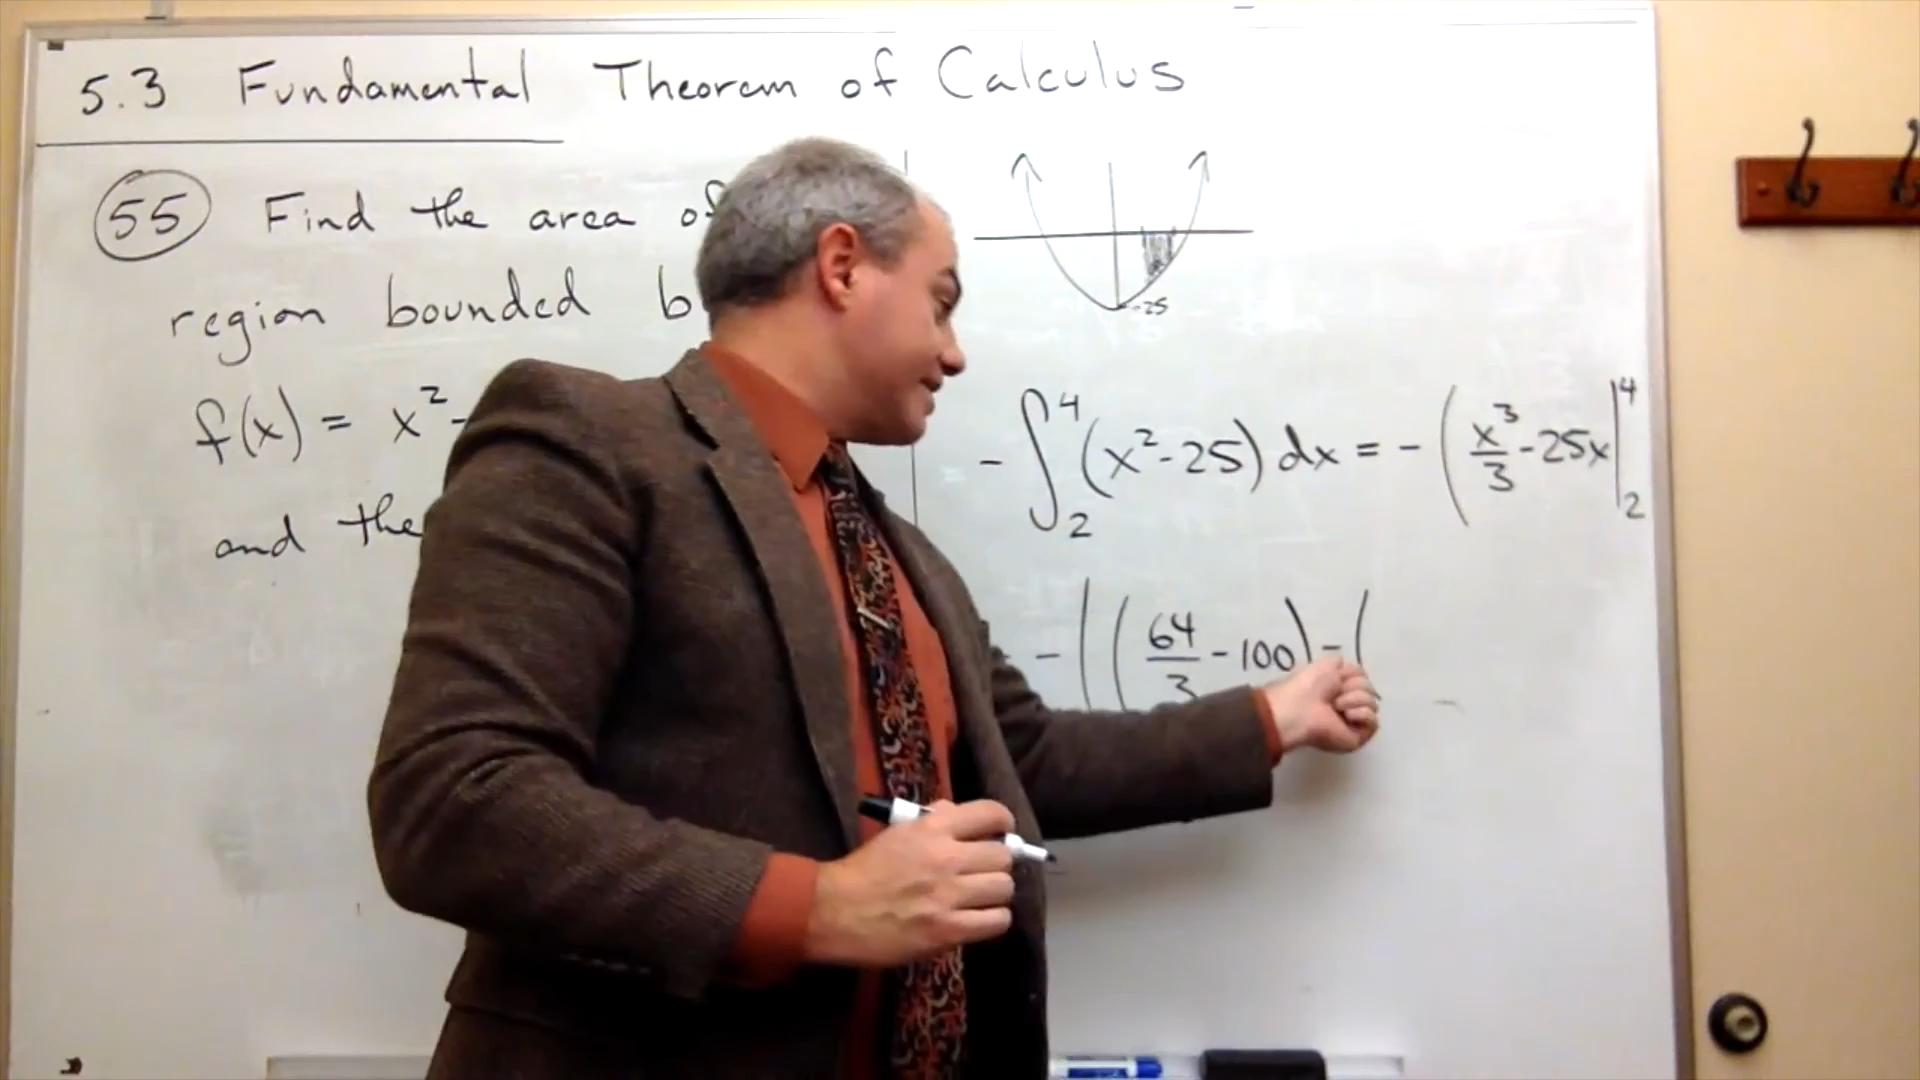 5.3 Fundamental Theorem of Calculus
55 Find the area of
region bounded b
f(x) = x² -
and the
-25
- ∫₂⁴ (x² - 25) dx = - ( x³/3 - 25x |₂⁴
- ( ( 64/3 - 100 ) - (